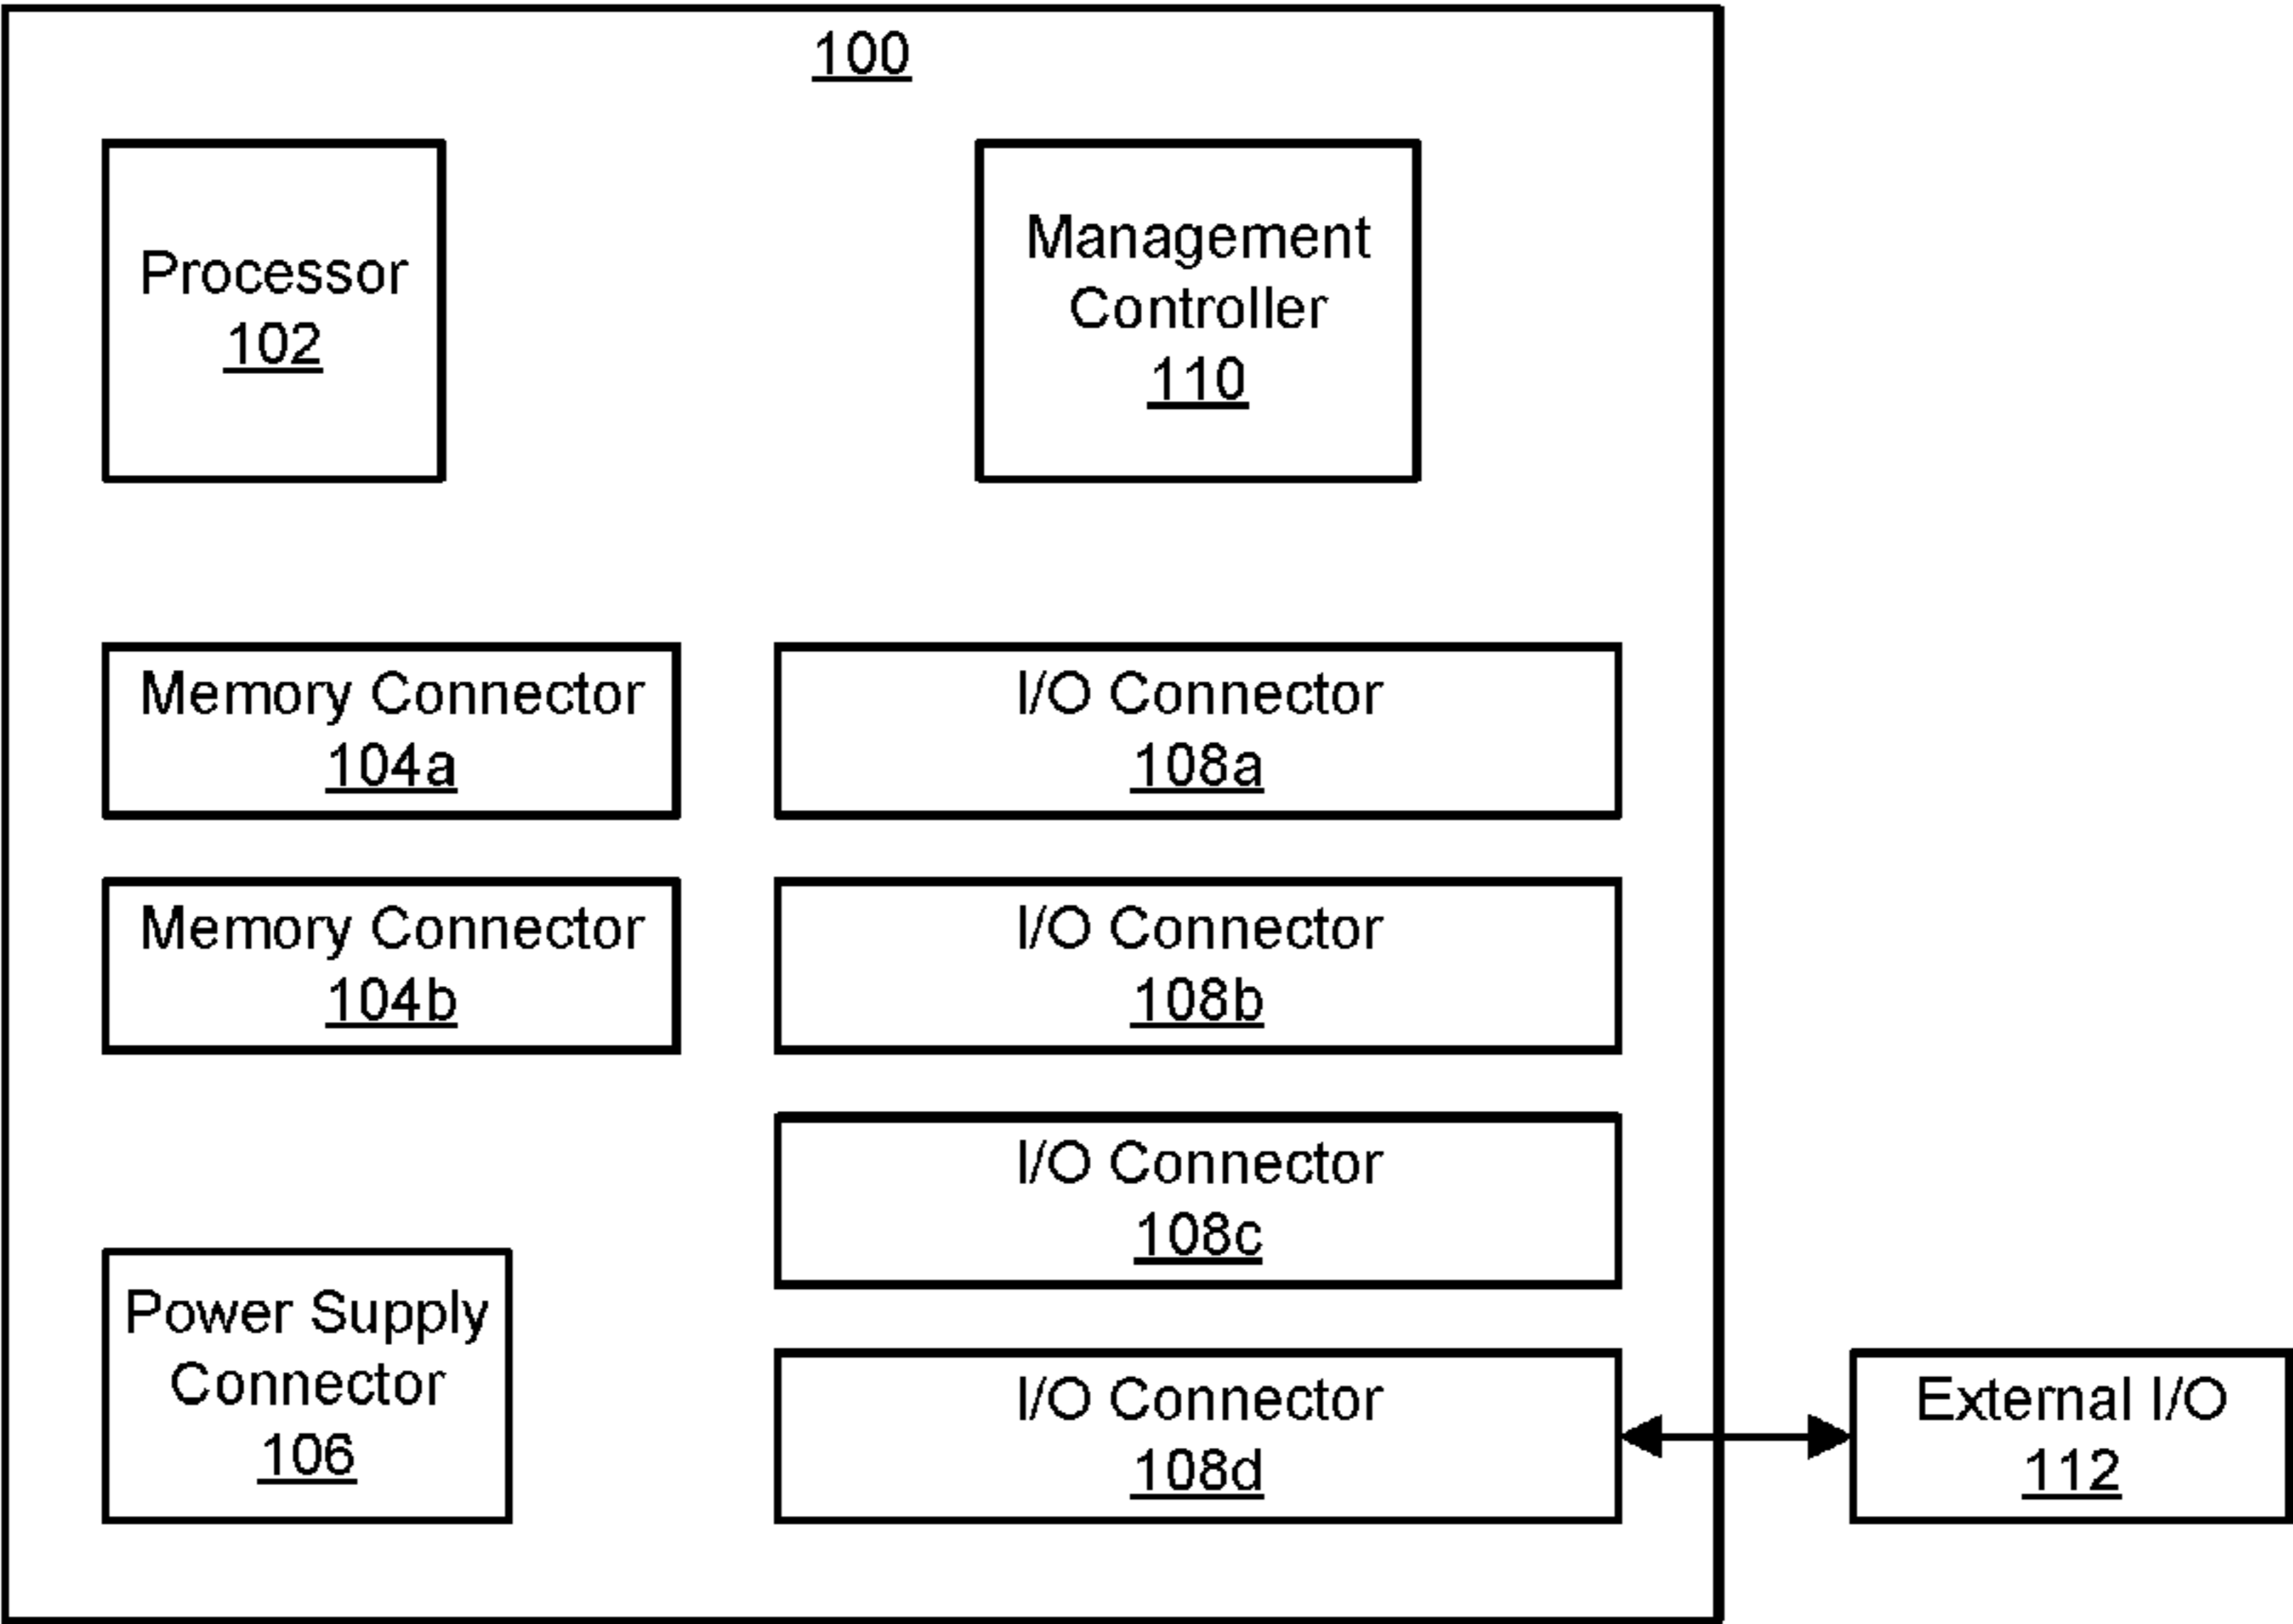 100
Processor
102
Management
Controller
110
Memory Connector
104a
I/O Connector
108a
Memory Connector
104b
I/O Connector
108b
I/O Connector
108c
Power Supply
Connector
106
I/O Connector
108d
External I/O
112